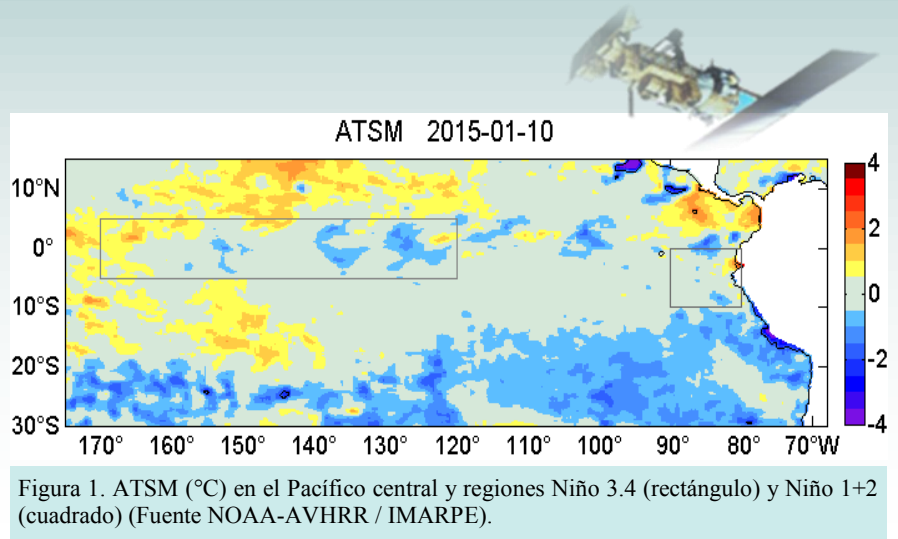 ATSM 2015-01-10
10°N
0°
10°S
20°S
30°S
170° 160° 150° 140° 130° 120° 110° 100° 90° 80° 70°W
4
2
0
-2
-4
Figura 1. ATSM (°C) en el Pacífico central y regiones Niño 3.4 (rectángulo) y Niño 1+2
(cuadrado) (Fuente NOAA-AVHRR / IMARPE).